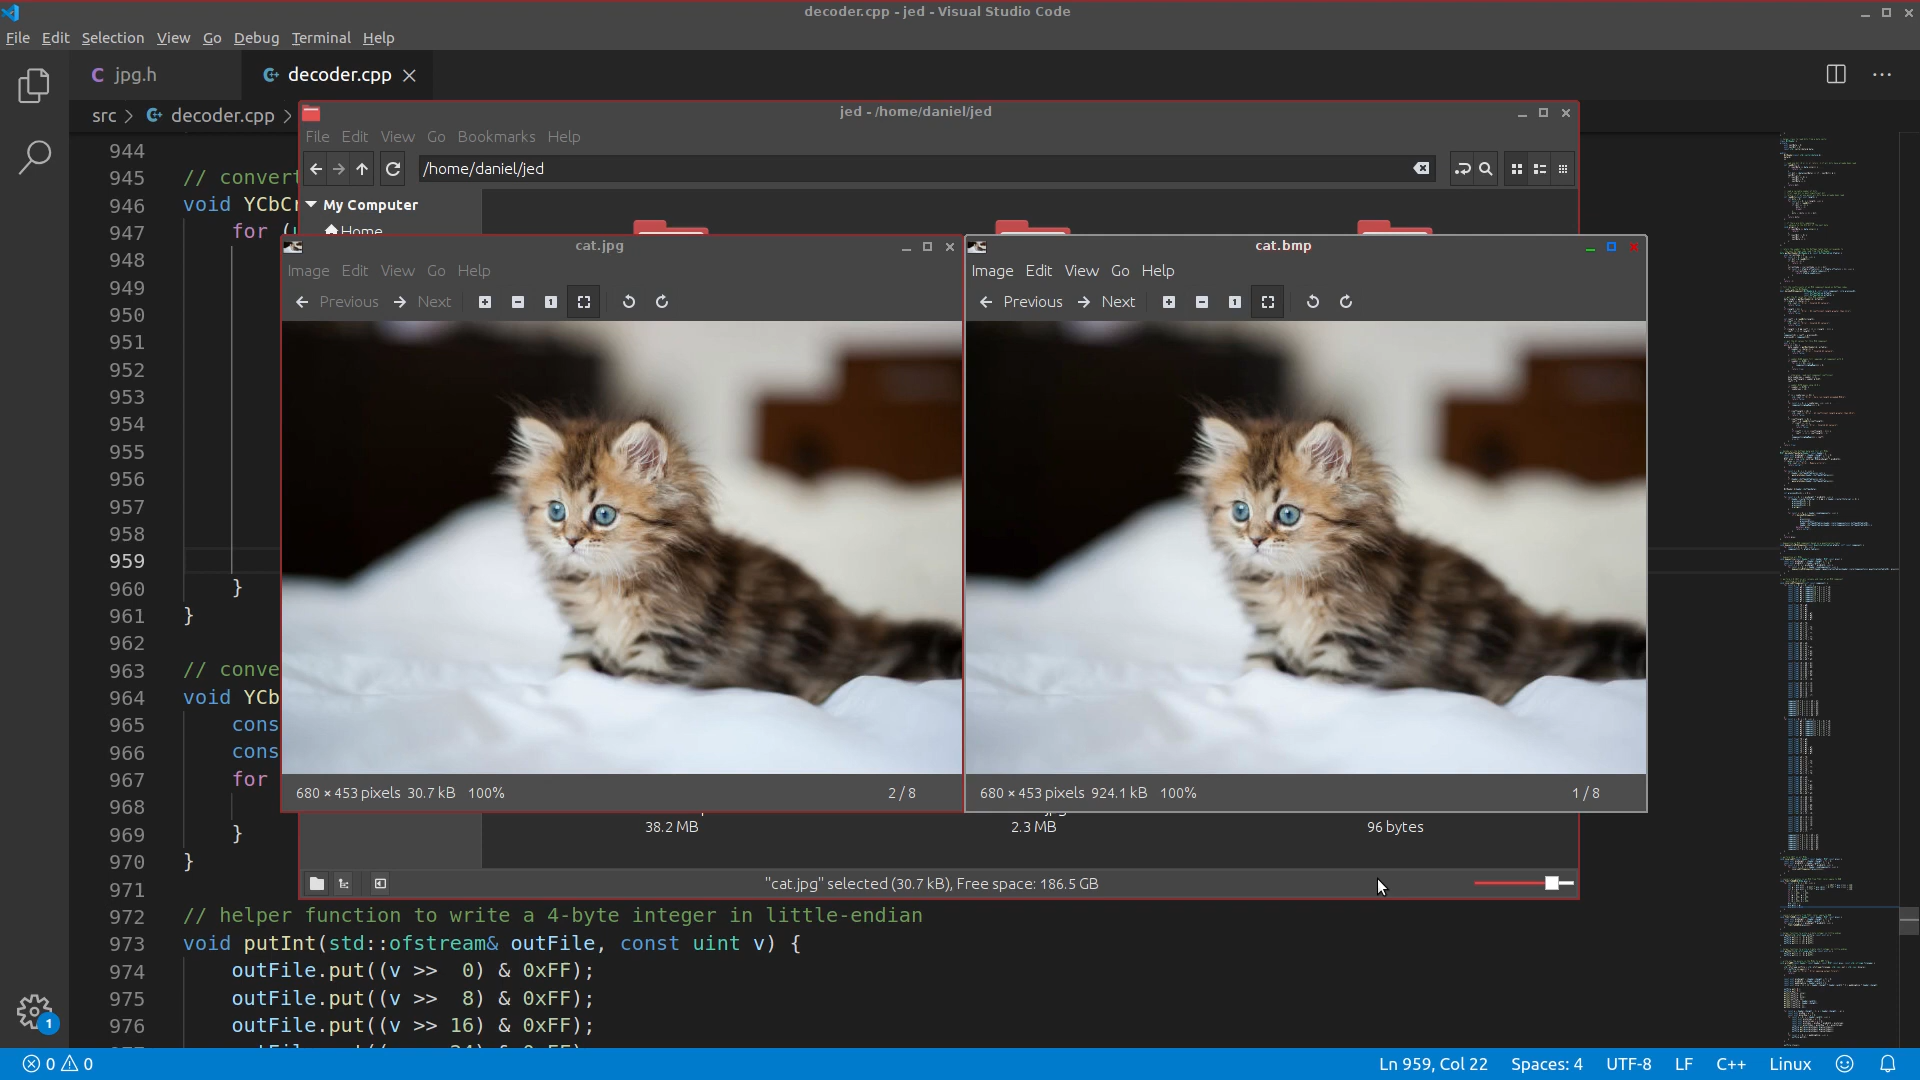 decoder.cpp - jed - Visual Studio Code
File Edit Selection View Go Debug Terminal Help
C jpg.h
decoder.cpp
src > decoder.cpp >
jed - /home/daniel/jed
File Edit View Go Bookmarks Help
/home/daniel/jed
My Computer
Home
944
945 // convert
946 void YCbCr
947 for (
948
949
950
951
952
953
954
955
956
957
958
959
960 }
961 }
962
963 // conve
964 void YCb
965 cons
966 cons
967 for
968
969 }
970 }
971
972 // helper function to write a 4-byte integer in little-endian
973 void putInt(std::ofstream& outFile, const uint v) {
974 outFile.put((v >>  0) & 0xFF);
975 outFile.put((v >>  8) & 0xFF);
976 outFile.put((v >> 16) & 0xFF);
cat.jpg
Image Edit View Go Help
Previous Next 1
680 × 453 pixels 30.7 kB 100% 2 / 8
cat.bmp
Image Edit View Go Help
Previous Next 1
680 × 453 pixels 924.1 kB 100% 1 / 8
38.2 MB 2.3 MB 96 bytes
"cat.jpg" selected (30.7 kB), Free space: 186.5 GB
1
0 0 Ln 959, Col 22 Spaces: 4 UTF-8 LF C++ Linux